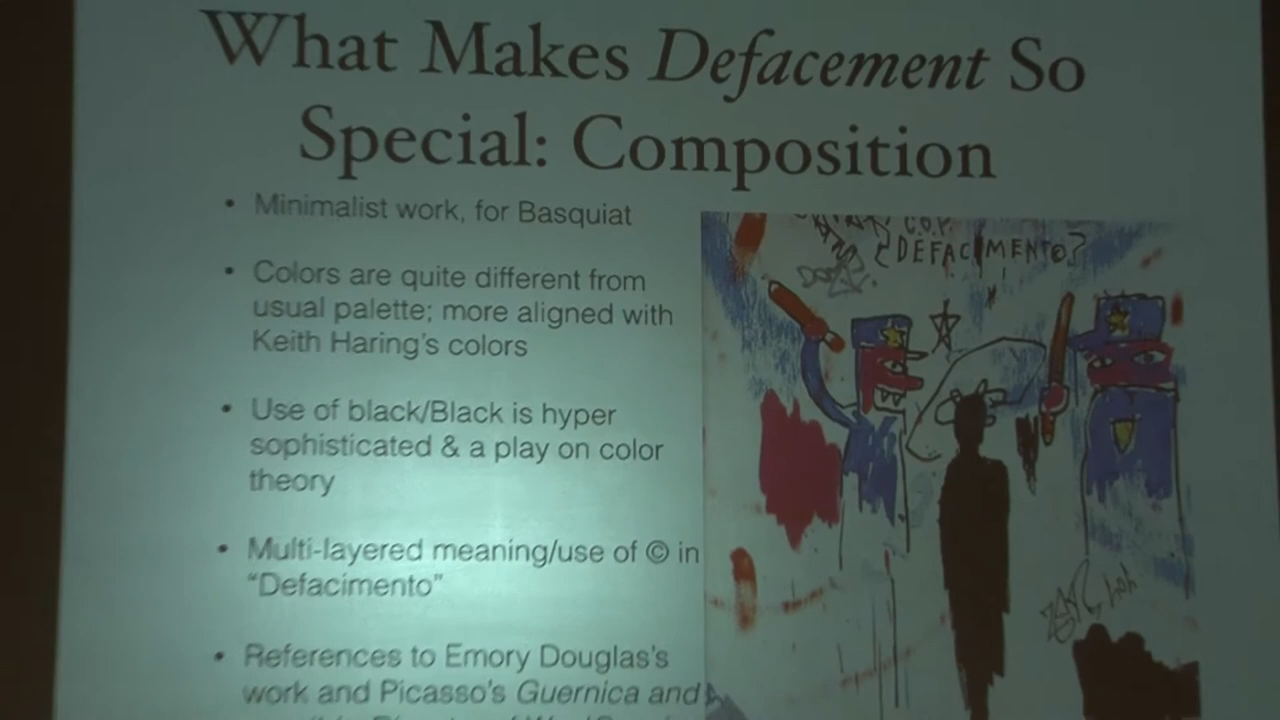 What Makes Defacement So
Special: Composition
• Minimalist work, for Basquiat
• Colors are quite different from
usual palette; more aligned with
Keith Haring's colors
• Use of black/Black is hyper
sophisticated & a play on color
theory
• Multi-layered meaning/use of © in
“Defacimento”
• References to Emory Douglas's
work and Picasso's Guernica and
¿DEFACIMENTO?